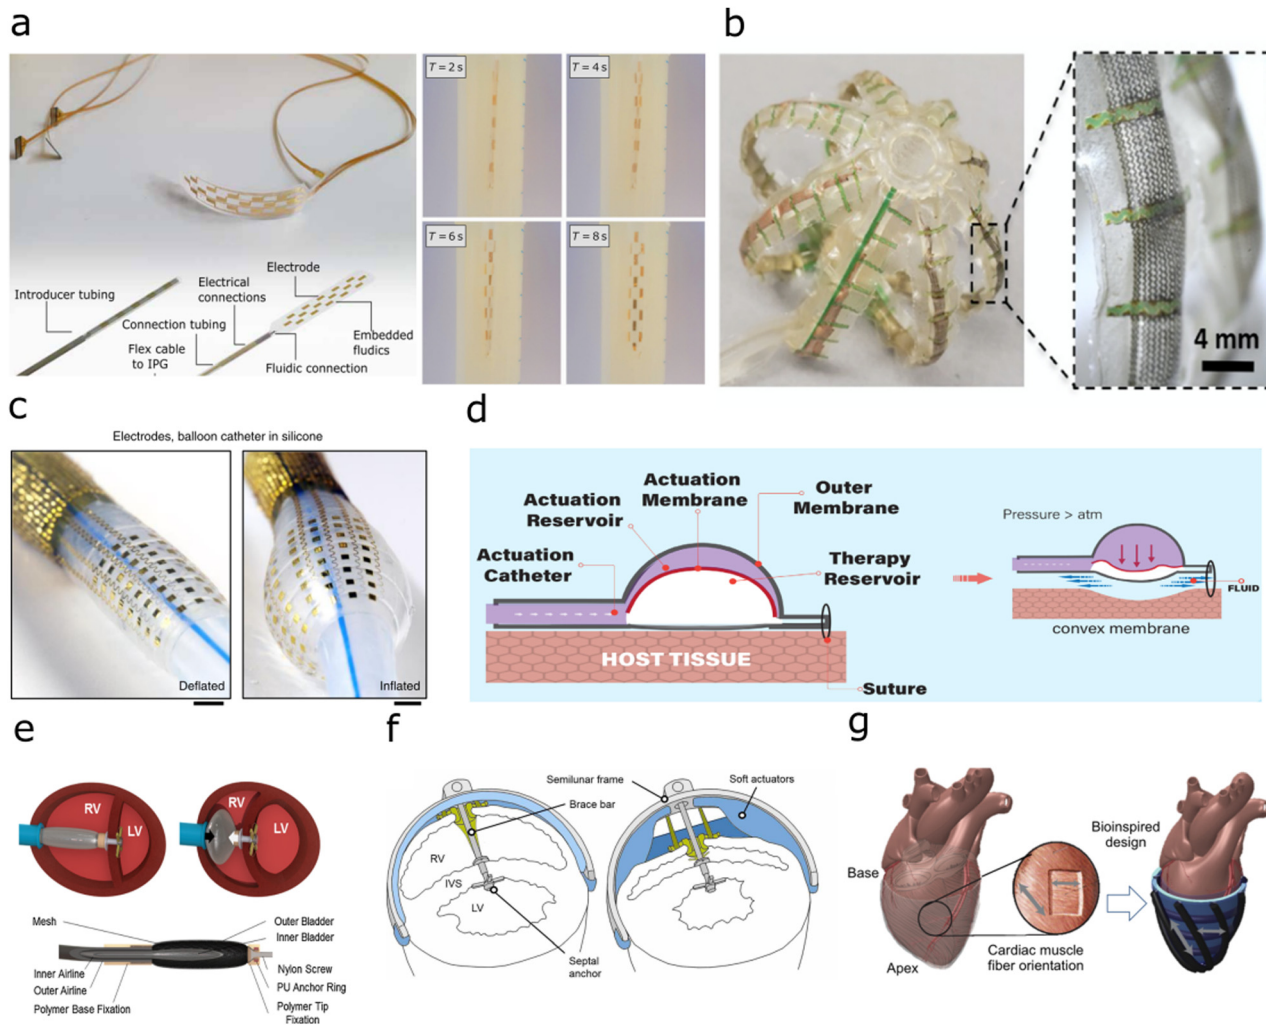 a
T = 2 s
T = 4 s
T = 6 s
T = 8 s
Introducer tubing
Electrical
connections
Electrode
Connection tubing
Flex cable
to IPG
Fluidic connection
Embedded
fludics
b
4 mm
c
Electrodes, balloon catheter in silicone
Deflated
Inflated
d
Actuation
Catheter
Actuation
Reservoir
Actuation
Membrane
Outer
Membrane
Therapy
Reservoir
HOST TISSUE
Suture
Pressure > atm
FLUID
convex membrane
e
RV
LV
RV
LV
Mesh
Outer Bladder
Inner Bladder
Inner Airline
Outer Airline
Polymer Base Fixation
Nylon Screw
PU Anchor Ring
Polymer Tip
Fixation
f
Semilunar frame
Brace bar
Soft actuators
RV
IVS
LV
Septal
anchor
g
Base
Apex
Cardiac muscle
fiber orientation
Bioinspired
design